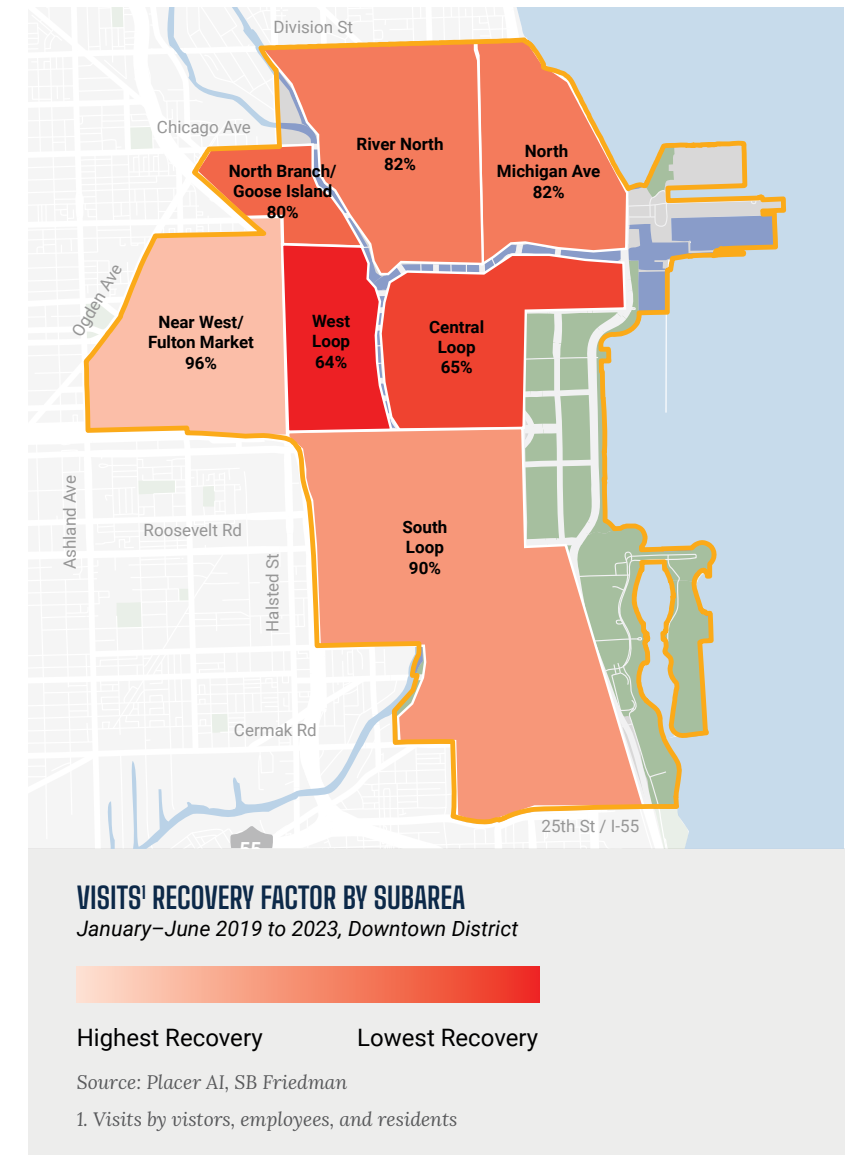 Division St
Chicago Ave
River North
82%
North
Michigan Ave
82%
North Branch/
Goose Island
80%
Ogden Ave
Near West/
Fulton Market
96%
West
Loop
64%
Central
Loop
65%
Ashland Ave
Roosevelt Rd
Halsted St
South
Loop
90%
Cermak Rd
25th St / I-55
55
VISITS¹ RECOVERY FACTOR BY SUBAREA
January–June 2019 to 2023, Downtown District
Highest Recovery
Lowest Recovery
Source: Placer AI, SB Friedman
1. Visits by vistors, employees, and residents